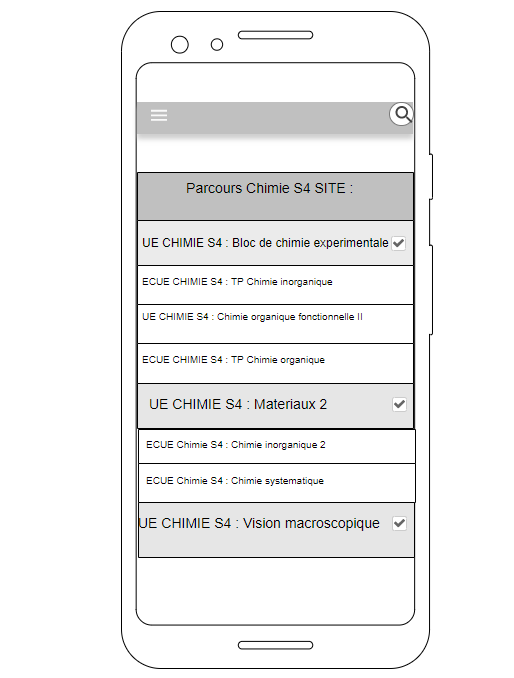 Parcours Chimie S4 SITE :
UE CHIMIE S4 : Bloc de chimie experimentale
ECUE CHIMIE S4 : TP Chimie inorganique
UE CHIMIE S4 : Chimie organique fonctionnelle II
ECUE CHIMIE S4 : TP Chimie organique
UE CHIMIE S4 : Materiaux 2
ECUE Chimie S4 : Chimie inorganique 2
ECUE Chimie S4 : Chimie systematique
UE CHIMIE S4 : Vision macroscopique